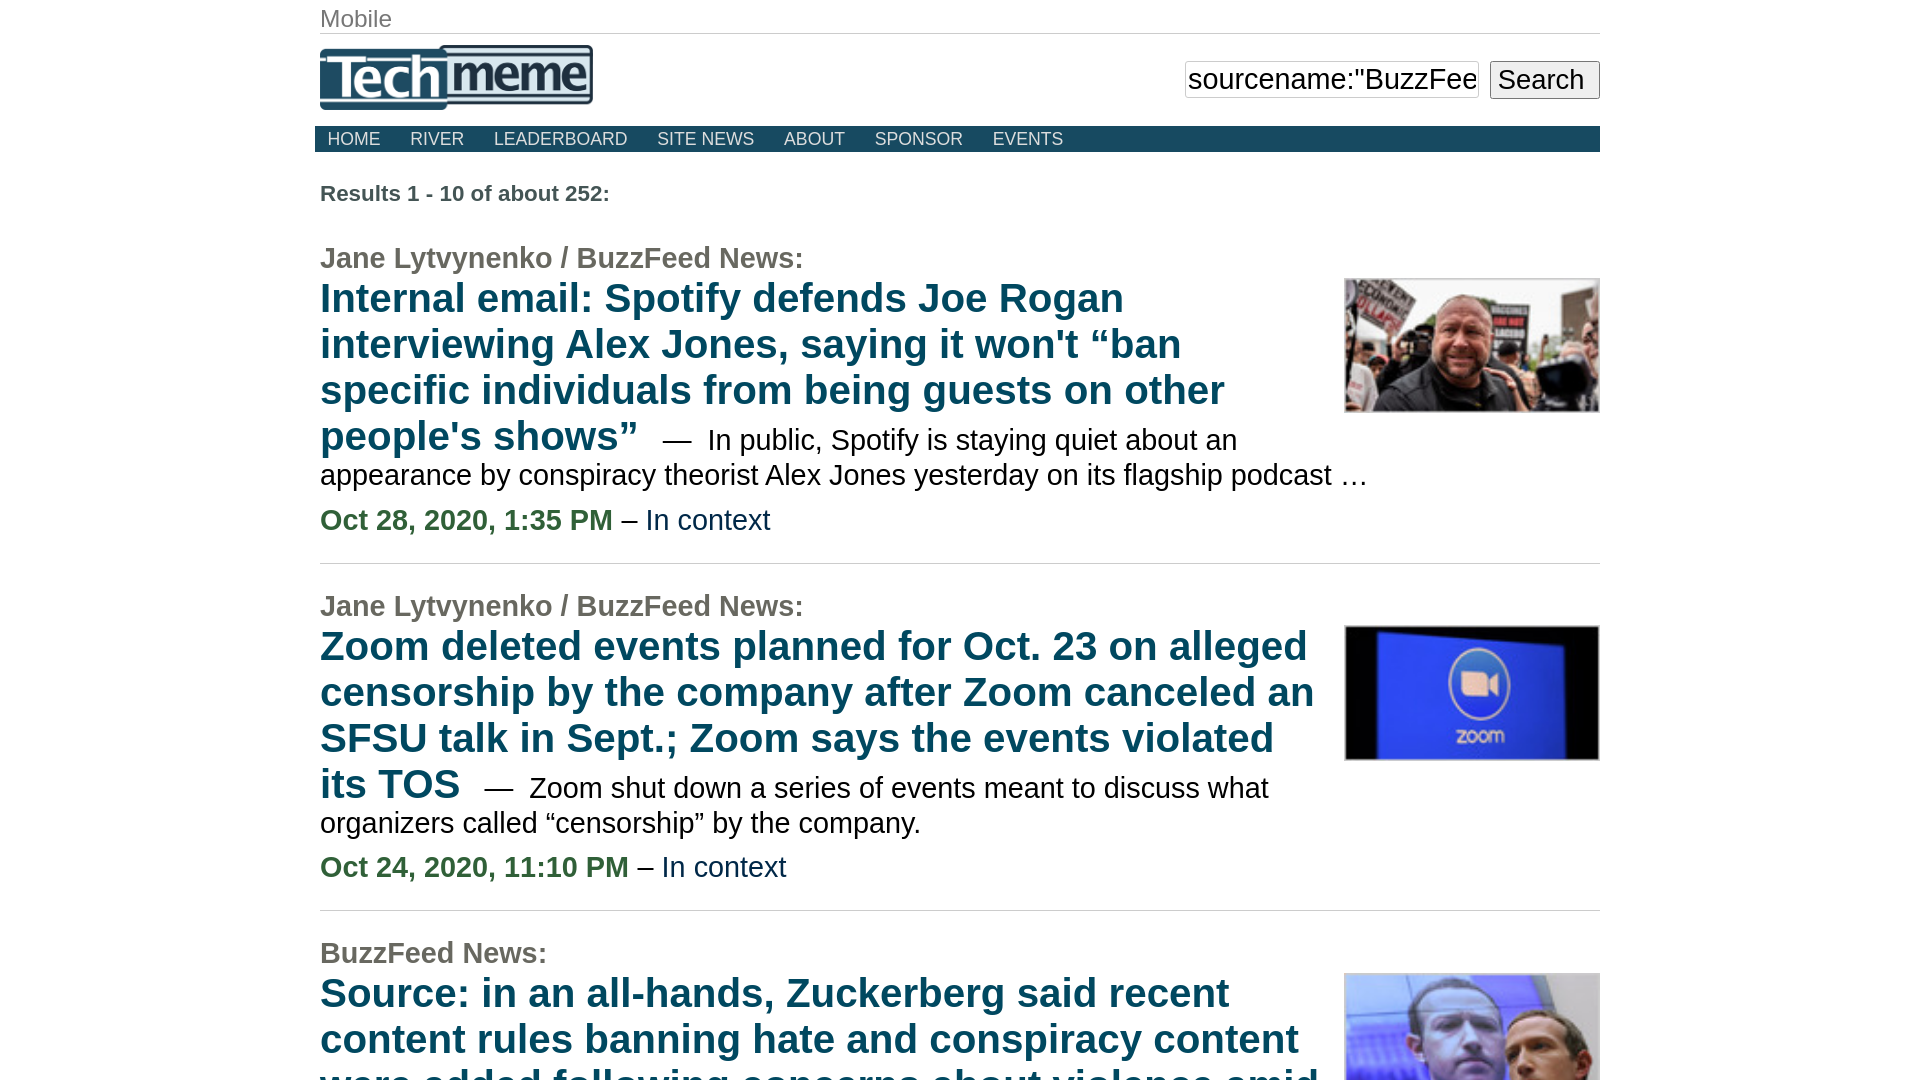 Mobile
Techmeme
sourcename:"BuzzFee
Search
HOME RIVER LEADERBOARD SITE NEWS ABOUT SPONSOR EVENTS
Results 1 - 10 of about 252:
Jane Lytvynenko / BuzzFeed News:
Internal email: Spotify defends Joe Rogan
interviewing Alex Jones, saying it won't “ban
specific individuals from being guests on other
people's shows” — In public, Spotify is staying quiet about an
appearance by conspiracy theorist Alex Jones yesterday on its flagship podcast …
Oct 28, 2020, 1:35 PM – In context
Jane Lytvynenko / BuzzFeed News:
Zoom deleted events planned for Oct. 23 on alleged
censorship by the company after Zoom canceled an
SFSU talk in Sept.; Zoom says the events violated
its TOS — Zoom shut down a series of events meant to discuss what
organizers called “censorship” by the company.
zoom
Oct 24, 2020, 11:10 PM – In context
BuzzFeed News:
Source: in an all-hands, Zuckerberg said recent
content rules banning hate and conspiracy content
were added following concerns about violence amid